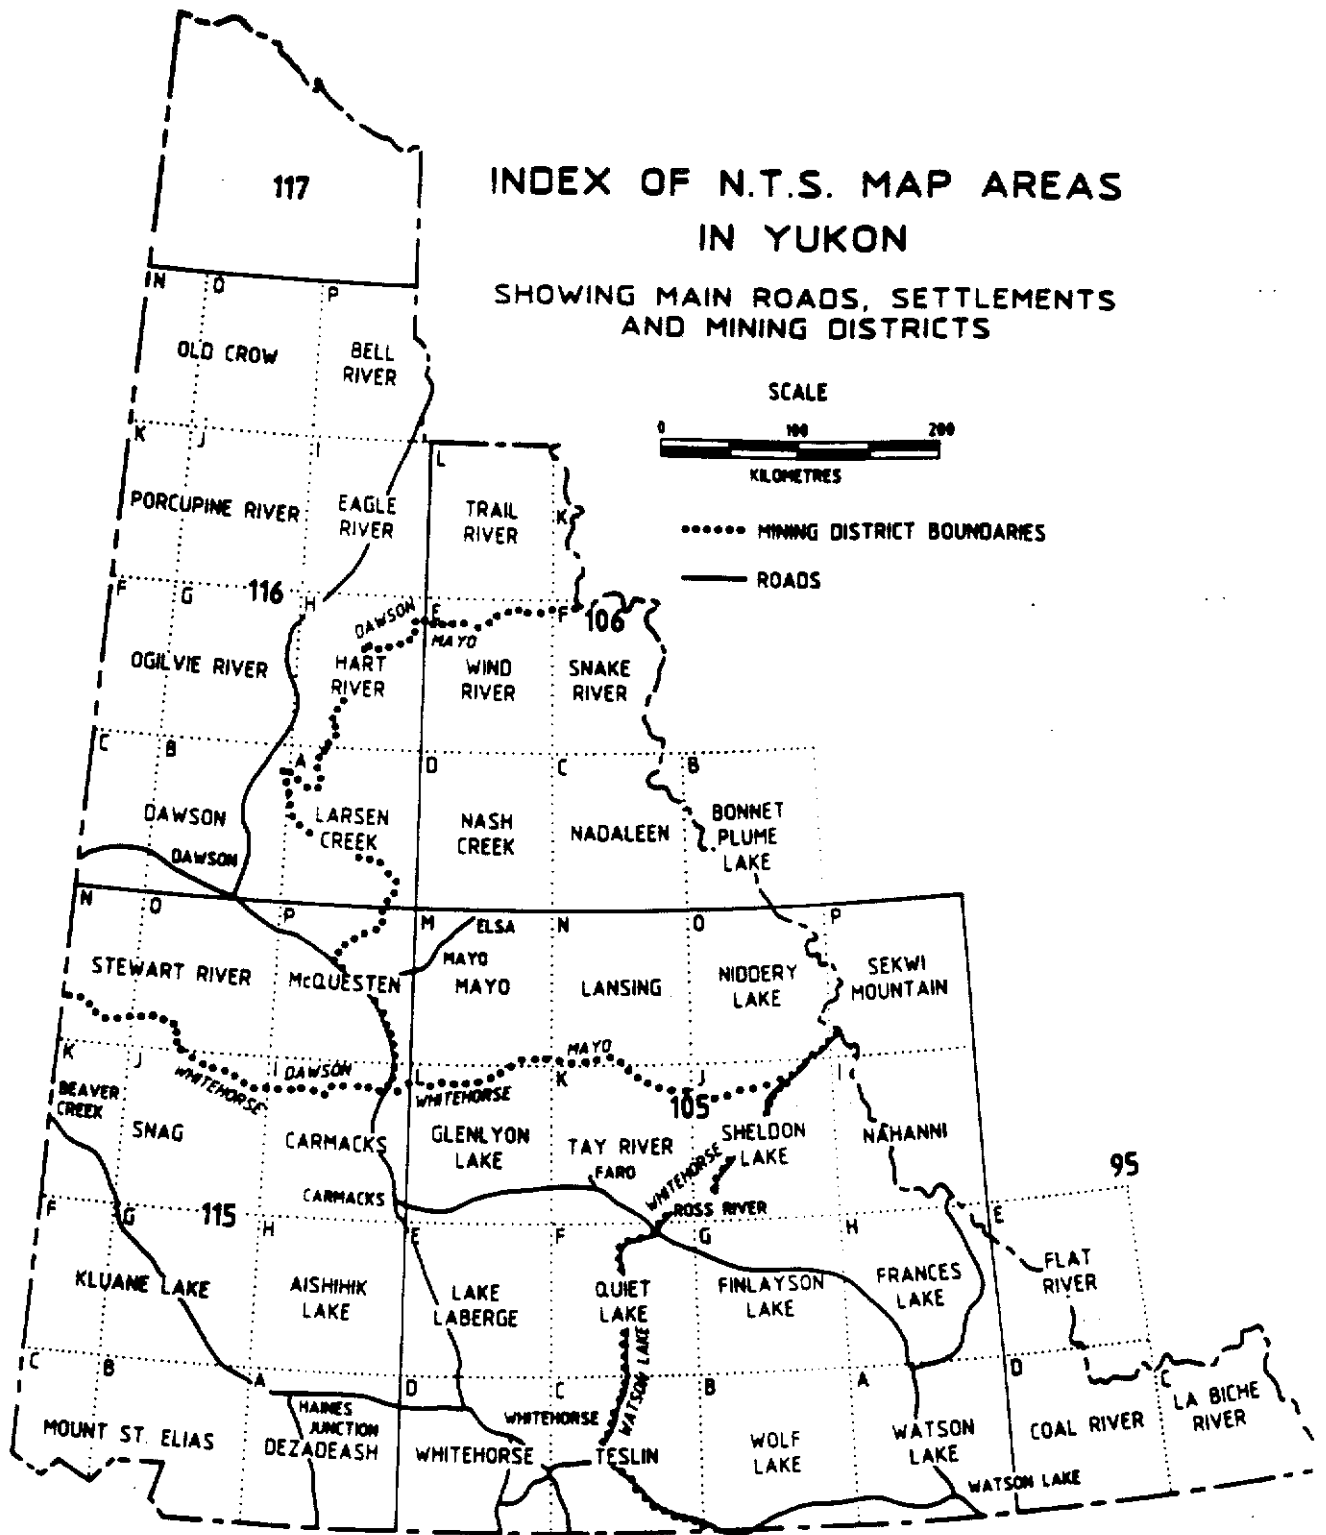 117
INDEX OF N.T.S. MAP AREAS
IN YUKON
SHOWING MAIN ROADS, SETTLEMENTS
AND MINING DISTRICTS
SCALE
0 100 200
KILOMETRES
MINING DISTRICT BOUNDARIES
ROADS
N O P
OLD CROW
BELL
RIVER
K J I L
PORCUPINE RIVER
EAGLE
RIVER
TRAIL
RIVER
K
F G 116 H
DAWSON
E
MAYO
F 106
OGILVIE RIVER
HART
RIVER
WIND
RIVER
SNAKE
RIVER
C B A D C B
DAWSON
LARSEN
CREEK
NASH
CREEK
NADALEEN
BONNET
PLUME
LAKE
DAWSON
N O P M N O P
ELSA
MAYO
STEWART RIVER
McQUESTEN
MAYO
LANSING
NIDDERY
LAKE
SEKWI
MOUNTAIN
K J I L K J I
WHITEHORSE
DAWSON
WHITEHORSE
MAYO
105
BEAVER
CREEK
SNAG
CARMACKS
GLENLYON
LAKE
TAY RIVER
SHELDON
LAKE
NAHANNI
FARO
WHITEHORSE
ROSS RIVER
CARMACKS
95
F G 115 H E F G H E
KLUANE LAKE
AISHIHIK
LAKE
LAKE
LABERGE
QUIET
LAKE
FINLAYSON
LAKE
FRANCES
LAKE
FLAT
RIVER
WATSON LAKE
C B A D C B A D C
HAINES
JUNCTION
WHITEHORSE
MOUNT ST. ELIAS
DEZADEASH
WHITEHORSE
TESLIN
WOLF
LAKE
WATSON
LAKE
COAL RIVER
LA BICHE
RIVER
WATSON LAKE